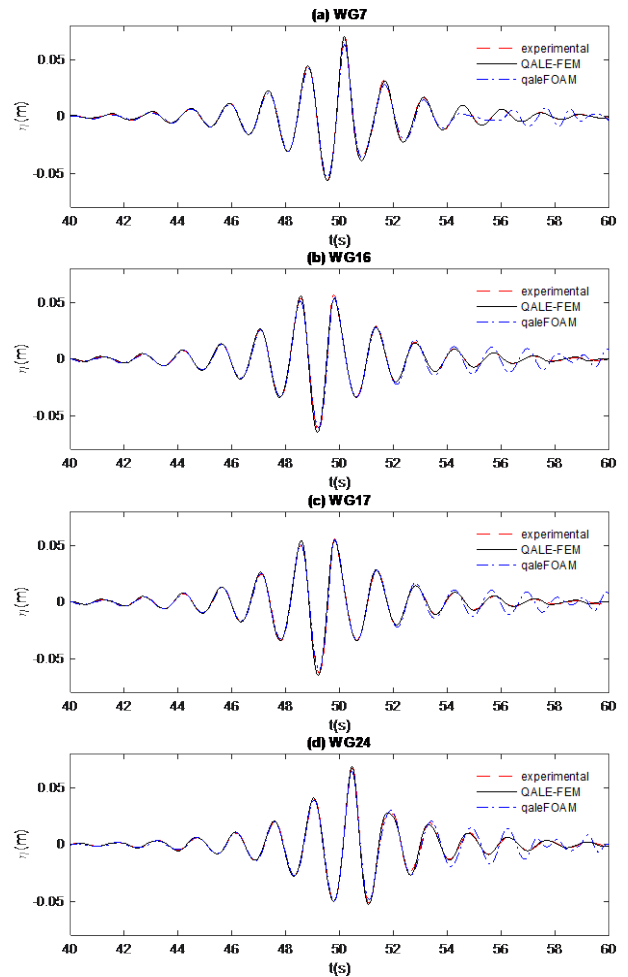 (a) WG7
0.05
0
-0.05
η(m)
experimental
QALE-FEM
qaleFOAM
40 42 44 46 48 50 52 54 56 58 60
t(s)
(b) WG16
0.05
0
-0.05
η(m)
experimental
QALE-FEM
qaleFOAM
40 42 44 46 48 50 52 54 56 58 60
t(s)
(c) WG17
0.05
0
-0.05
η(m)
experimental
QALE-FEM
qaleFOAM
40 42 44 46 48 50 52 54 56 58 60
t(s)
(d) WG24
0.05
0
-0.05
η(m)
experimental
QALE-FEM
qaleFOAM
40 42 44 46 48 50 52 54 56 58 60
t(s)